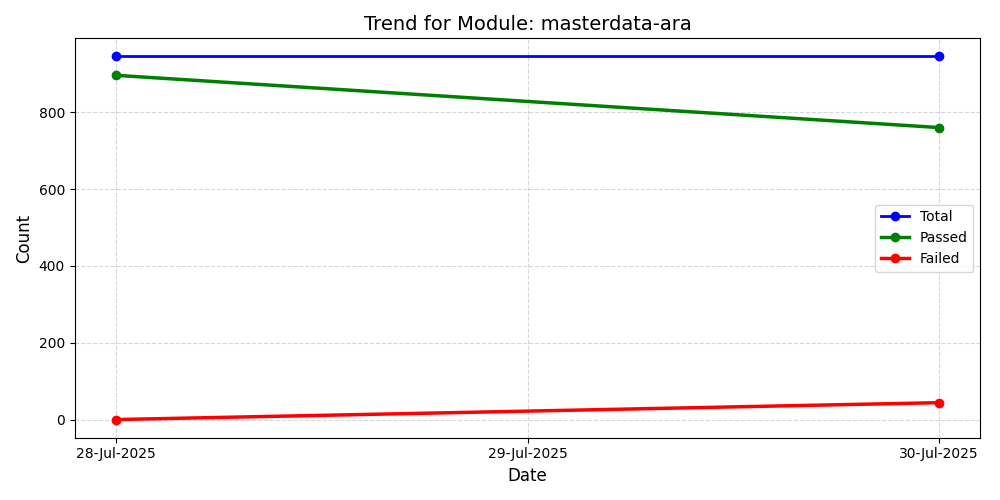 Trend for Module: masterdata-ara
Count
800
600
400
200
0
Total
Passed
Failed
28-Jul-2025
29-Jul-2025
30-Jul-2025
Date